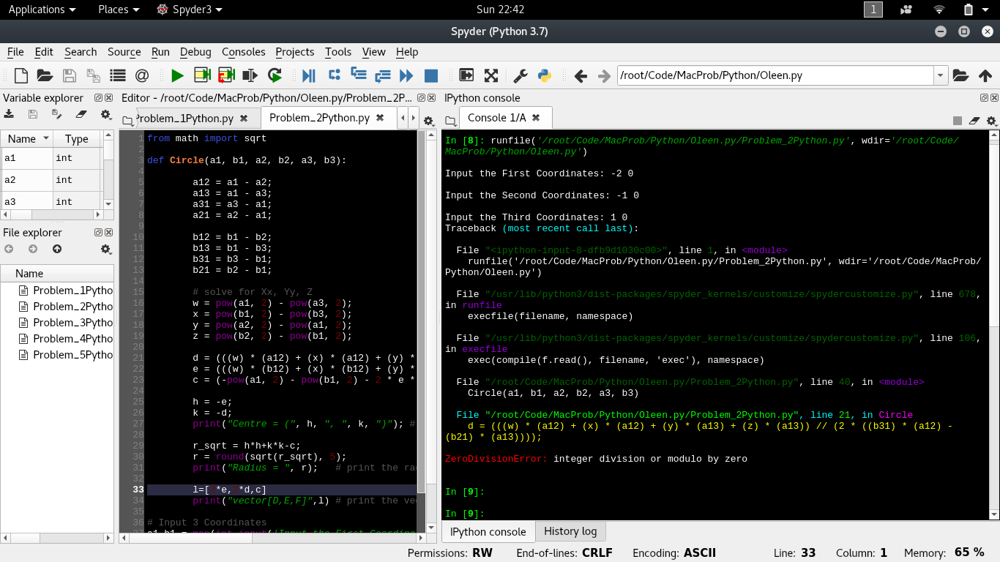 Applications Places Spyder3 Sun 22:42 1
Spyder (Python 3.7)
File Edit Search Source Run Debug Consoles Projects Tools View Help
/root/Code/MacProb/Python/Oleen.py
Variable explorer
Name Type
a1 int
a2 int
a3 int
File explorer
Name
Problem_1Pytho
Problem_2Pytho
Problem_3Pytho
Problem_4Pytho
Problem_5Pytho
Editor - /root/Code/MacProb/Python/Oleen.py/Problem_2P...
Problem_1Python.py Problem_2Python.py
1 from math import sqrt
2
3 def Circle(a1, b1, a2, b2, a3, b3):
4
5 a12 = a1 - a2;
6 a13 = a1 - a3;
7 a31 = a3 - a1;
8 a21 = a2 - a1;
9
10 b12 = b1 - b2;
11 b13 = b1 - b3;
12 b31 = b3 - b1;
13 b21 = b2 - b1;
14
15 # solve for Xx, Yy, Z
16 w = pow(a1, 2) - pow(a3, 2);
17 x = pow(b1, 2) - pow(b3, 2);
18 y = pow(a2, 2) - pow(a1, 2);
19 z = pow(b2, 2) - pow(b1, 2);
20
21 d = (((w) * (a12) + (x) * (a12) + (y) *
22 e = (((w) * (b12) + (x) * (b12) + (y) *
23 c = (-pow(a1, 2) - pow(b1, 2) - 2 * e *
24
25 h = -e;
26 k = -d;
27 print("Centre = (", h, ", ", k, ")"); #
28
29 r_sqrt = h*h+k*k-c;
30 r = round(sqrt(r_sqrt), 5);
31 print("Radius = ", r); # print the rad
32
33 l=[2*e,2*d,c]
34 print("vector[D,E,F]",l) # print the vec
35
36 # Input 3 Coordinates
37 a1,b1 = map(int,input('Input the First Coordina
IPython console
Console 1/A
In [8]: runfile('/root/Code/MacProb/Python/Oleen.py/Problem_2Python.py', wdir='/root/Code/
MacProb/Python/Oleen.py')
Input the First Coordinates: -2 0
Input the Second Coordinates: -1 0
Input the Third Coordinates: 1 0
Traceback (most recent call last):
File "<ipython-input-8-dfb9d1030c00>", line 1, in <module>
runfile('/root/Code/MacProb/Python/Oleen.py/Problem_2Python.py', wdir='/root/Code/MacProb/
Python/Oleen.py')
File "/usr/lib/python3/dist-packages/spyder_kernels/customize/spydercustomize.py", line 678,
in runfile
execfile(filename, namespace)
File "/usr/lib/python3/dist-packages/spyder_kernels/customize/spydercustomize.py", line 106,
in execfile
exec(compile(f.read(), filename, 'exec'), namespace)
File "/root/Code/MacProb/Python/Oleen.py/Problem_2Python.py", line 40, in <module>
Circle(a1, b1, a2, b2, a3, b3)
File "/root/Code/MacProb/Python/Oleen.py/Problem_2Python.py", line 21, in Circle
d = (((w) * (a12) + (x) * (a12) + (y) * (a13) + (z) * (a13)) // (2 * ((b31) * (a12) -
(b21) * (a13))));
ZeroDivisionError: integer division or modulo by zero
In [9]:
In [9]:
IPython console History log
Permissions: RW End-of-lines: CRLF Encoding: ASCII Line: 33 Column: 1 Memory: 65 %